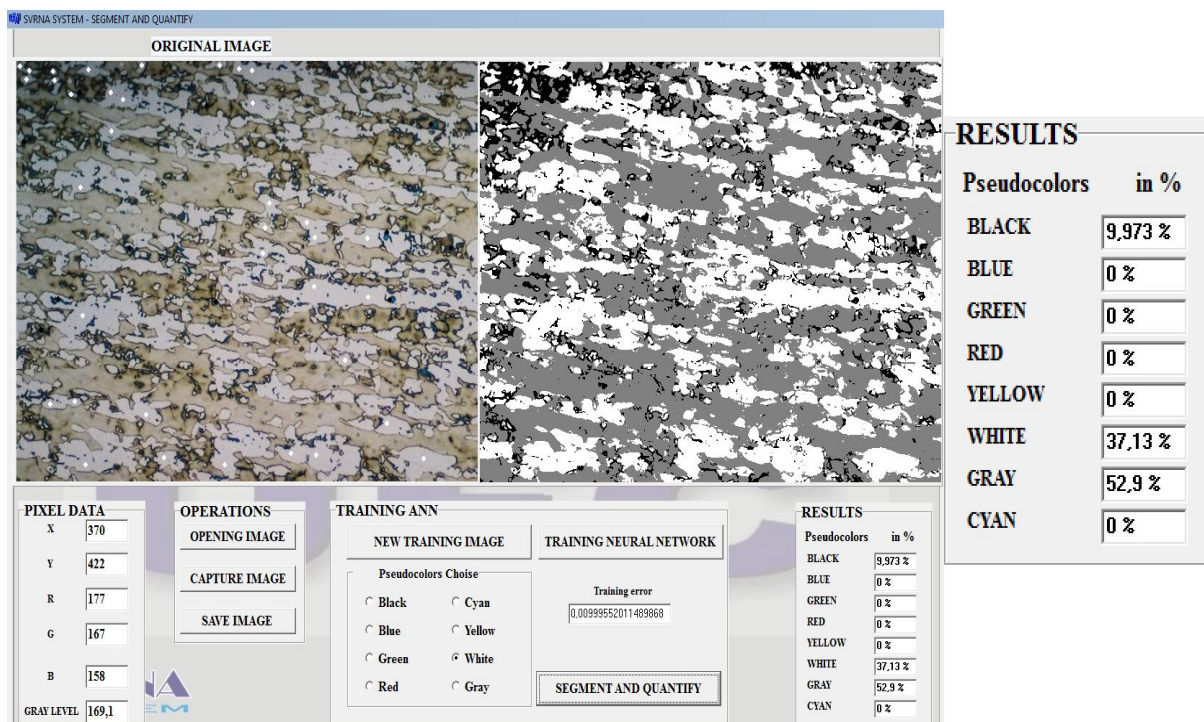 SVRNA SYSTEM - SEGMENT AND QUANTIFY
ORIGINAL IMAGE
RESULTS
Pseudocolors in %
BLACK 9,973 %
BLUE 0 %
GREEN 0 %
RED 0 %
YELLOW 0 %
WHITE 37,13 %
GRAY 52,9 %
CYAN 0 %
PIXEL DATA
X 370
Y 422
R 177
G 167
B 158
GRAY LEVEL 169,1
OPERATIONS
OPENING IMAGE
CAPTURE IMAGE
SAVE IMAGE
TRAINING ANN
NEW TRAINING IMAGE
TRAINING NEURAL NETWORK
Pseudocolors Choise
Black
Cyan
Blue
Yellow
Green
White
Red
Gray
Training error
0,00999552011489868
SEGMENT AND QUANTIFY
RESULTS
Pseudocolors in %
BLACK 9,973 %
BLUE 0 %
GREEN 0 %
RED 0 %
YELLOW 0 %
WHITE 37,13 %
GRAY 52,9 %
CYAN 0 %